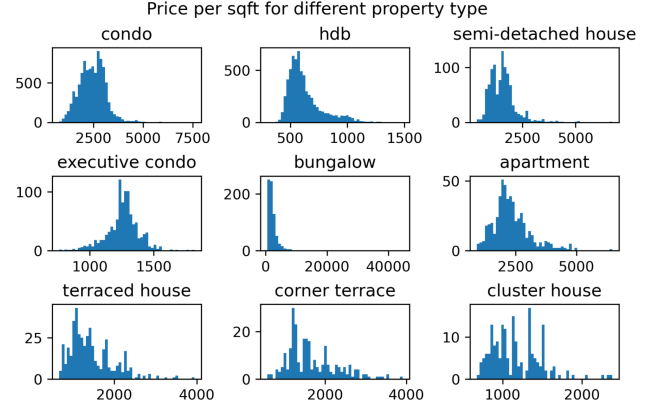 Price per sqft for different property type
condo hdb semi-detached house
500 500 100
0 0 0
2500 5000 7500 500 1000 1500 2500 5000
executive condo bungalow apartment
100 200 50
0 0 0
1000 1500 0 20000 40000 2500 5000
terraced house corner terrace cluster house
25 20 10
0 0 0
2000 4000 2000 4000 1000 2000